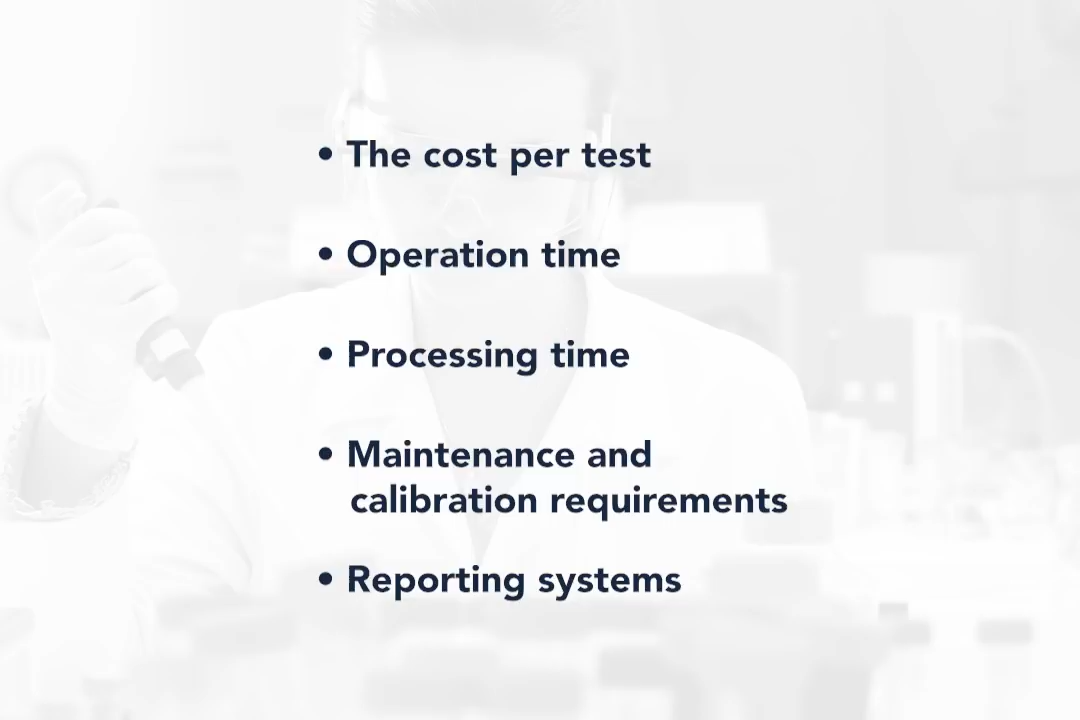 • The cost per test
• Operation time
• Processing time
• Maintenance and
calibration requirements
• Reporting systems